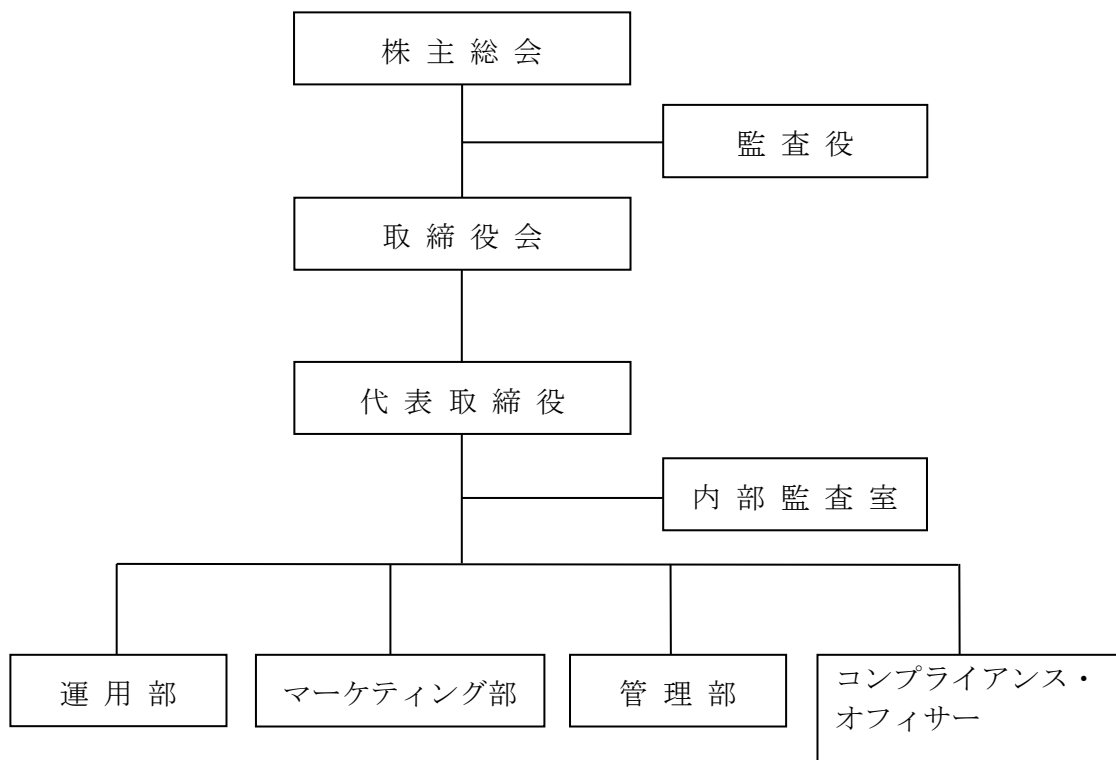 株主総会
監査役
取締役会
代表取締役
内部監査室
運用部
マーケティング部
管理部
コンプライアンス・
オフィサー